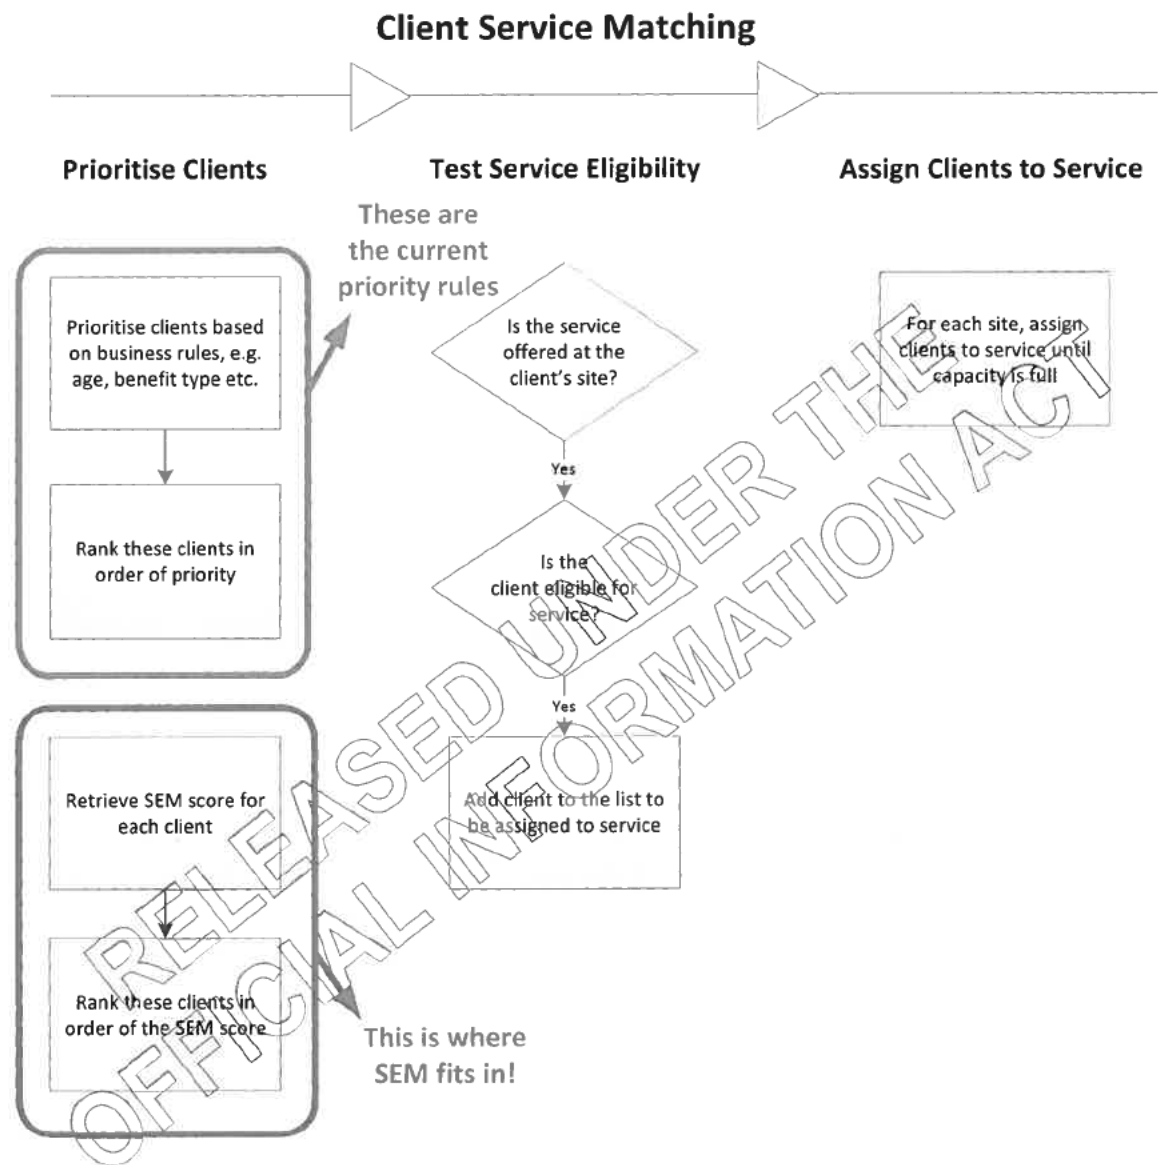 Client Service Matching
Prioritise Clients
Test Service Eligibility
Assign Clients to Service
These are
the current
priority rules
Prioritise clients based
on business rules, e.g.
age, benefit type etc.
Rank these clients in
order of priority
Retrieve SEM score for
each client
Rank these clients in
order of the SEM score
This is where
SEM fits in!
Is the service
offered at the
client's site?
Yes
Is the
client eligible for
service?
Yes
Add client to the list to
be assigned to service
For each site, assign
clients to service until
capacity is full
RELEASED UNDER THE
OFFICIAL INFORMATION ACT